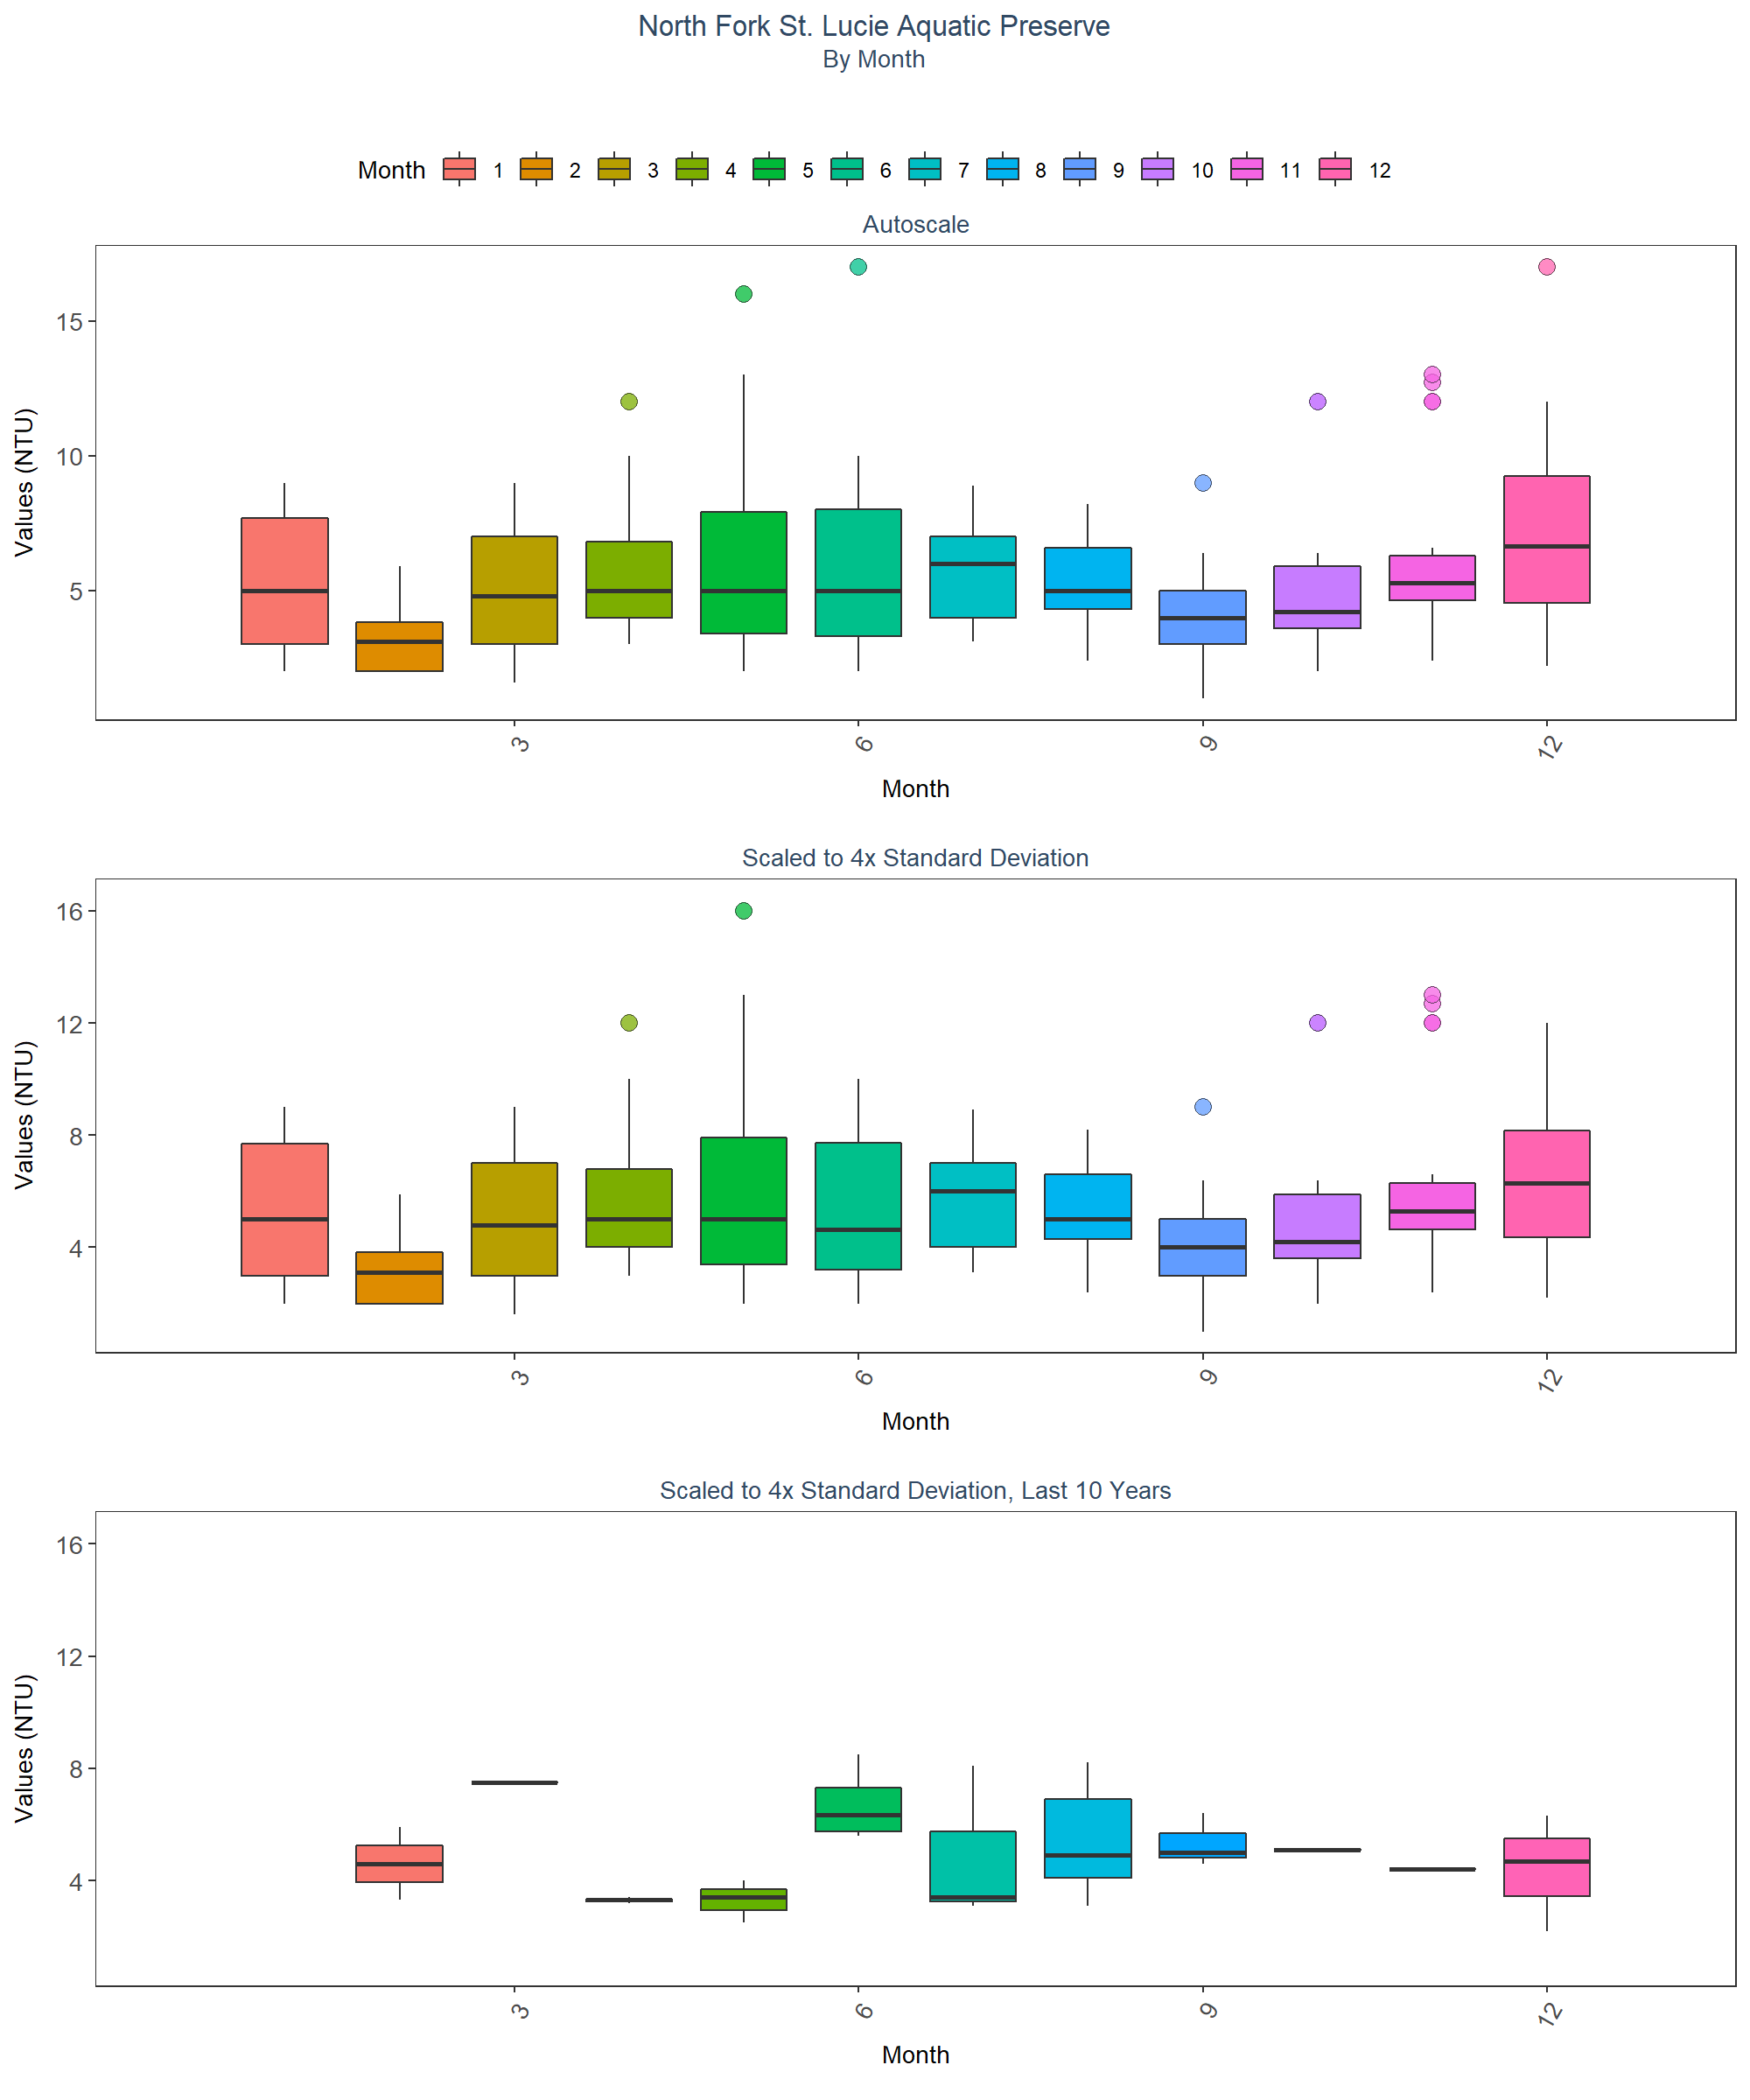 North Fork St. Lucie Aquatic Preserve
By Month
Month 1 2 3 4 5 6 7 8 9 10 11 12
Autoscale
Values (NTU)
15
10
5
3 6 9 12
Month
Scaled to 4x Standard Deviation
Values (NTU)
16
12
8
4
3 6 9 12
Month
Scaled to 4x Standard Deviation, Last 10 Years
Values (NTU)
16
12
8
4
3 6 9 12
Month